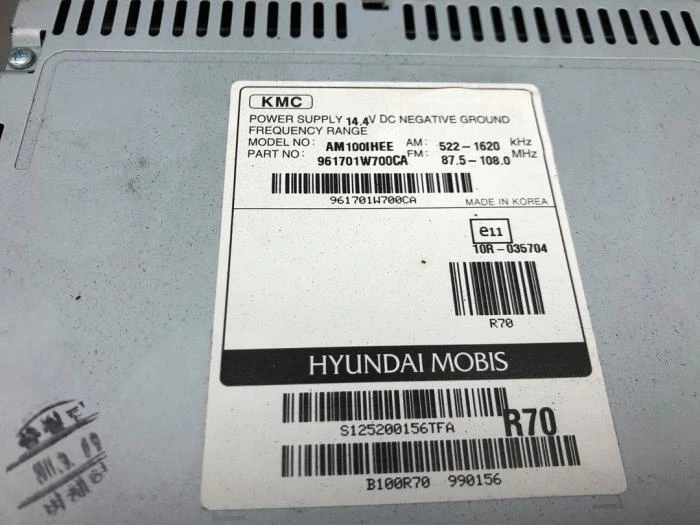 KMC
POWER SUPPLY 14.4V DC NEGATIVE GROUND
FREQUENCY RANGE
MODEL NO: AM100IHEE AM: 522-1620 kHz
PART NO: 961701W700CA FM: 87.5-108.0 MHz
961701W700CA MADE IN KOREA
e11
10R-035704
R70
HYUNDAI MOBIS
S125200156TFA R70
B100R70 990156